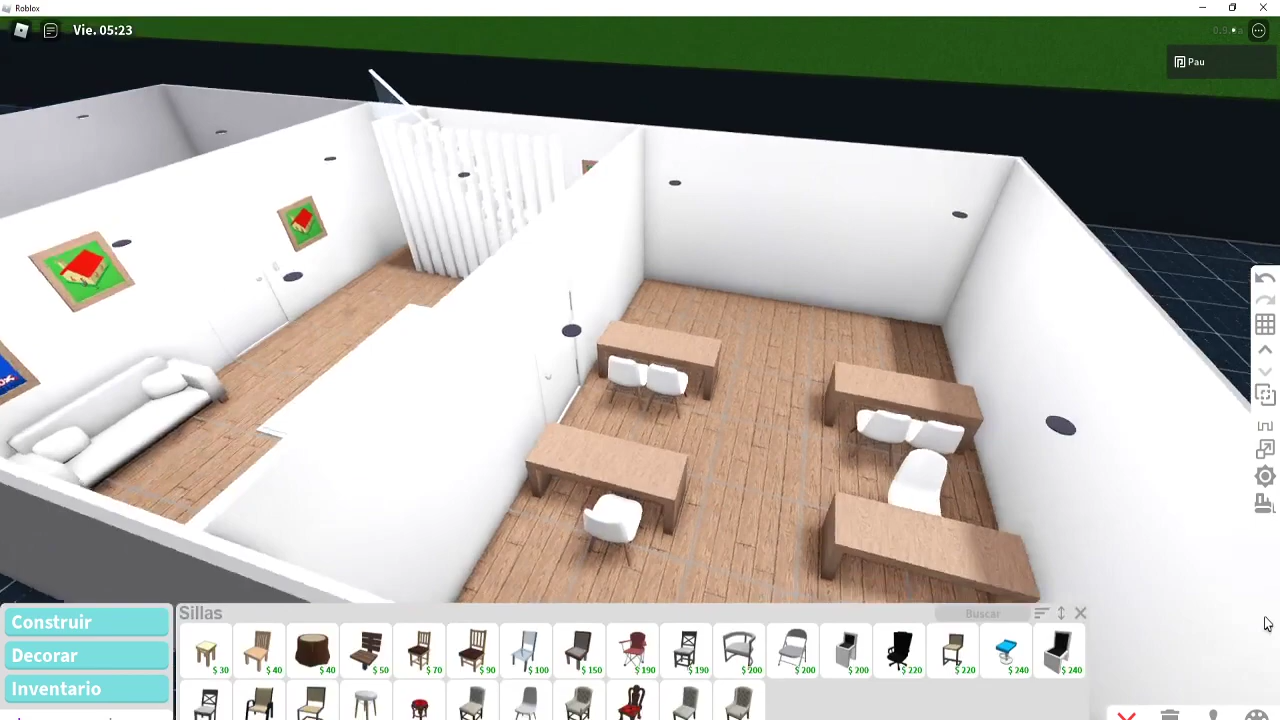 Roblox
Vie. 05:23
Pau
Construir
Decorar
Inventario
Sillas
Buscar
$ 30
$ 40
$ 40
$ 50
$ 70
$ 90
$ 100
$ 150
$ 190
$ 190
$ 200
$ 200
$ 200
$ 220
$ 220
$ 240
$ 240